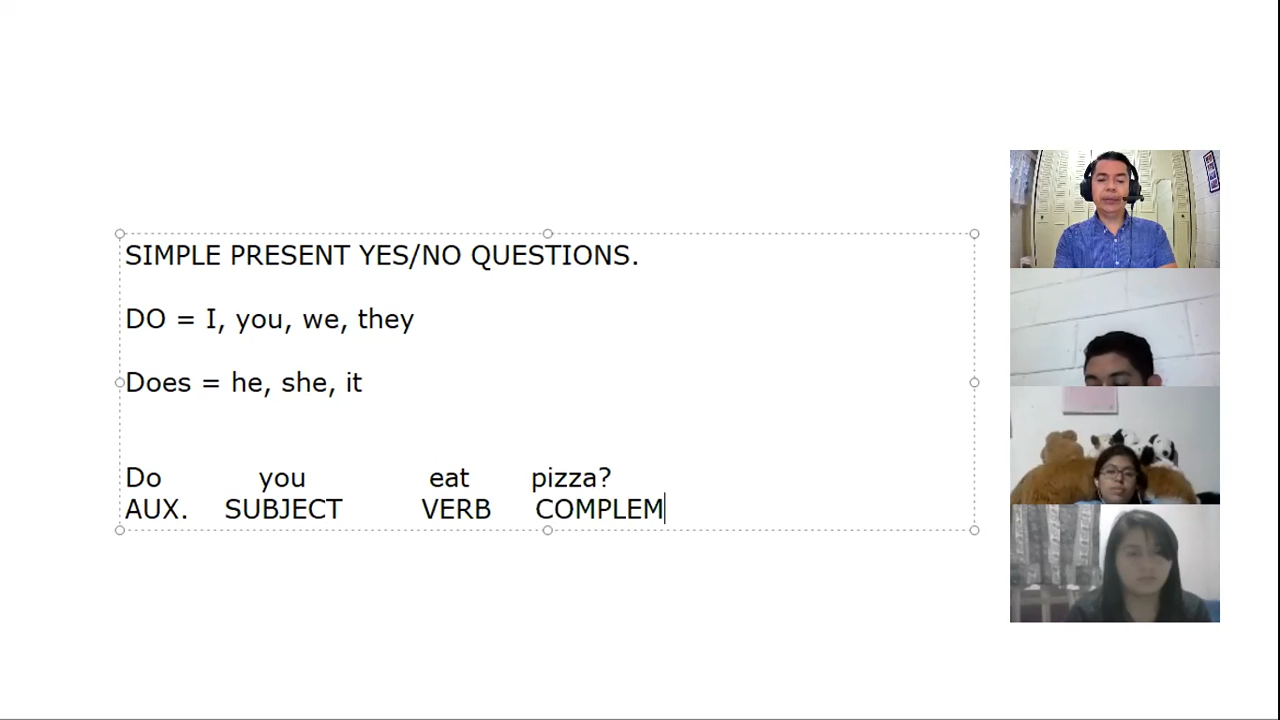 SIMPLE PRESENT YES/NO QUESTIONS.
DO = I, you, we, they
Does = he, she, it
Do you eat pizza?
AUX. SUBJECT VERB COMPLEM